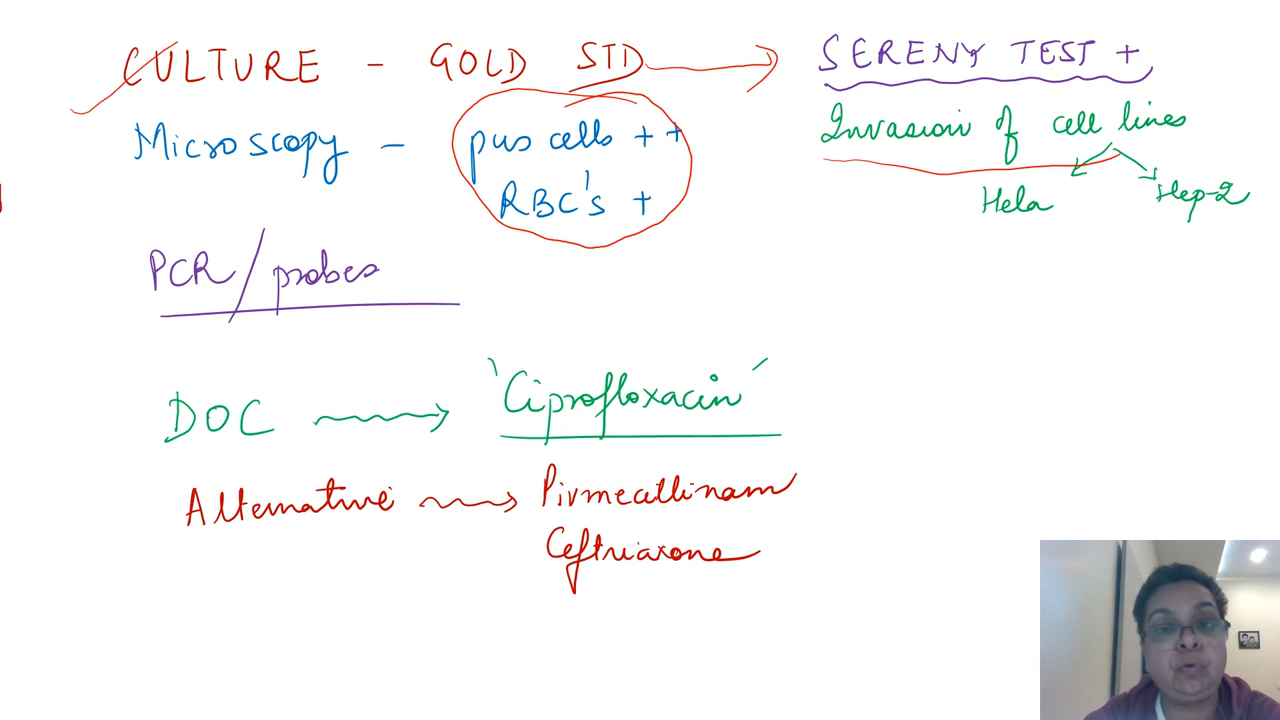 CULTURE - GOLD STD → SERENY TEST +
Microscopy - pus cells + +
RBC's +
Invasion of cell lines
Hela Hep-2
PCR/probes
DOC → 'Ciprofloxacin'
Alternative → Pivmecillinam
Ceftriaxone